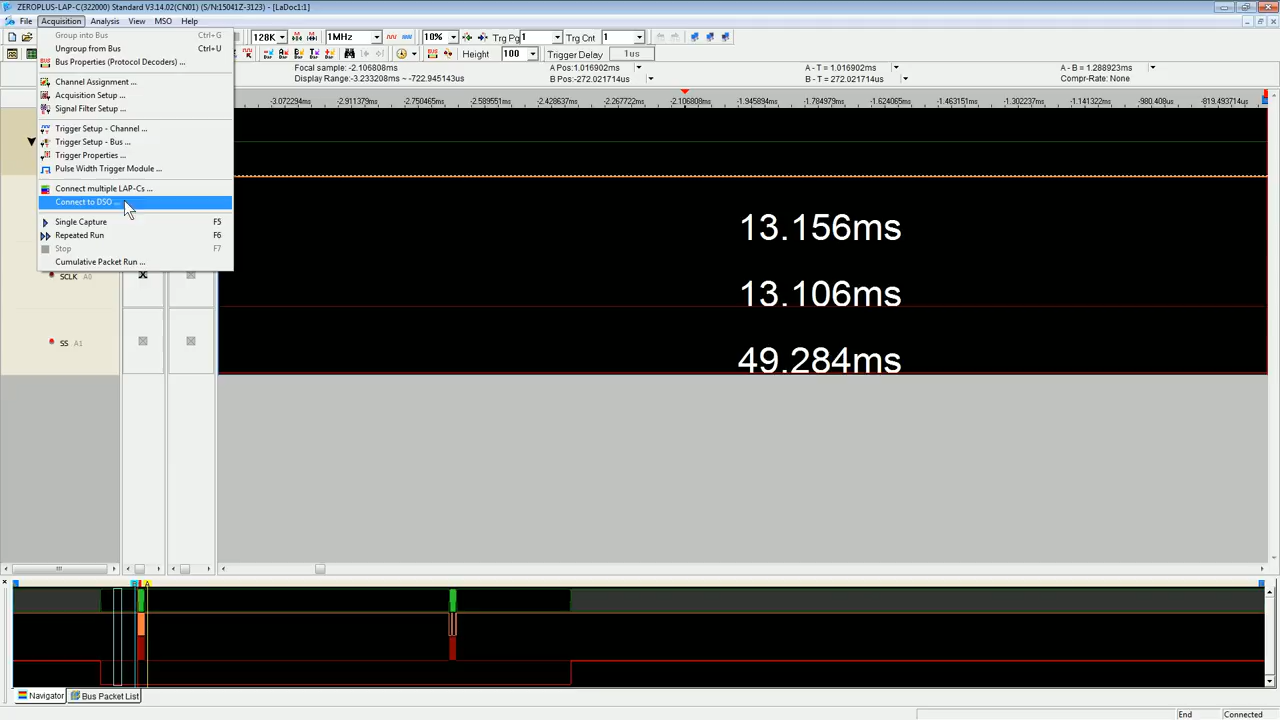 ZEROPLUS-LAP-C(322000) Standard V3.14.02(CN01) (S/N:15041Z-3123) - [LaDoc1:1]
File Acquisition Analysis View MSO Help
Group into Bus Ctrl+G
Ungroup from Bus Ctrl+U
Bus Properties (Protocol Decoders) ...
Channel Assignment ...
Acquisition Setup ...
Signal Filter Setup ...
Trigger Setup - Channel ...
Trigger Setup - Bus ...
Trigger Properties ...
Pulse Width Trigger Module ...
Connect multiple LAP-Cs ...
Connect to DSO ...
Single Capture F5
Repeated Run F6
Stop F7
Cumulative Packet Run ...
128K 1MHz 10% Trg Pg 1 Trg Cnt 1
Height 100 Trigger Delay 1us
Focal sample: -2.106808ms A Pos:1.016902ms A - T = 1.016902ms A - B = 1.288923ms
Display Range:-3.233208ms ~ -722.945143us B Pos:-272.021714us B - T = 272.021714us Compr-Rate: None
-3.072294ms -2.911379ms -2.750465ms -2.589551ms -2.428637ms -2.267722ms -2.106808ms -1.945894ms -1.784979ms -1.624065ms -1.463151ms -1.302237ms -1.141322ms -980.408us -819.493714us
13.156ms
SCLK A0
13.106ms
SS A1
49.284ms
B A
Navigator Bus Packet List
End Connected